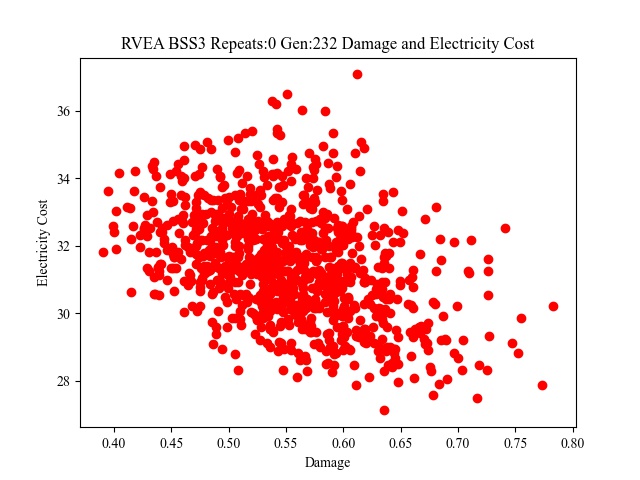 RVEA BSS3 Repeats:0 Gen:232 Damage and Electricity Cost
36
34
32
30
28
Electricity Cost
0.40 0.45 0.50 0.55 0.60 0.65 0.70 0.75 0.80
Damage